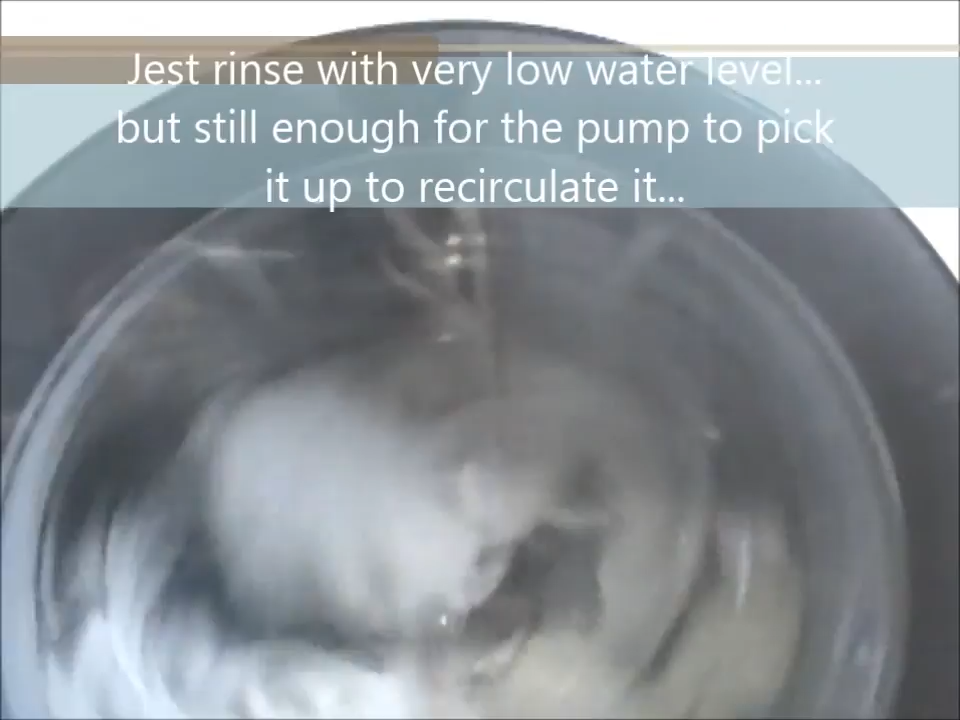 Jest rinse with very low water level...
but still enough for the pump to pick
it up to recirculate it...